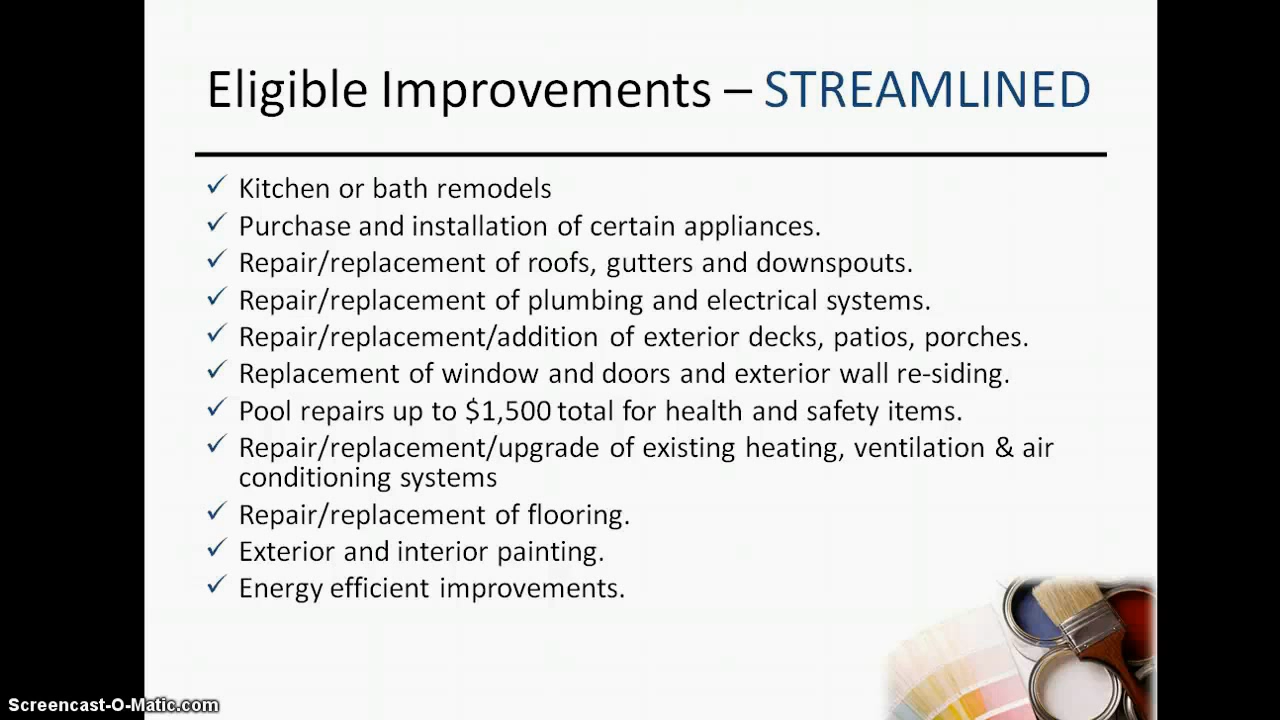 Eligible Improvements – STREAMLINED
Kitchen or bath remodels
Purchase and installation of certain appliances.
Repair/replacement of roofs, gutters and downspouts.
Repair/replacement of plumbing and electrical systems.
Repair/replacement/addition of exterior decks, patios, porches.
Replacement of window and doors and exterior wall re-siding.
Pool repairs up to $1,500 total for health and safety items.
Repair/replacement/upgrade of existing heating, ventilation & air
conditioning systems
Repair/replacement of flooring.
Exterior and interior painting.
Energy efficient improvements.
Screencast-O-Matic.com